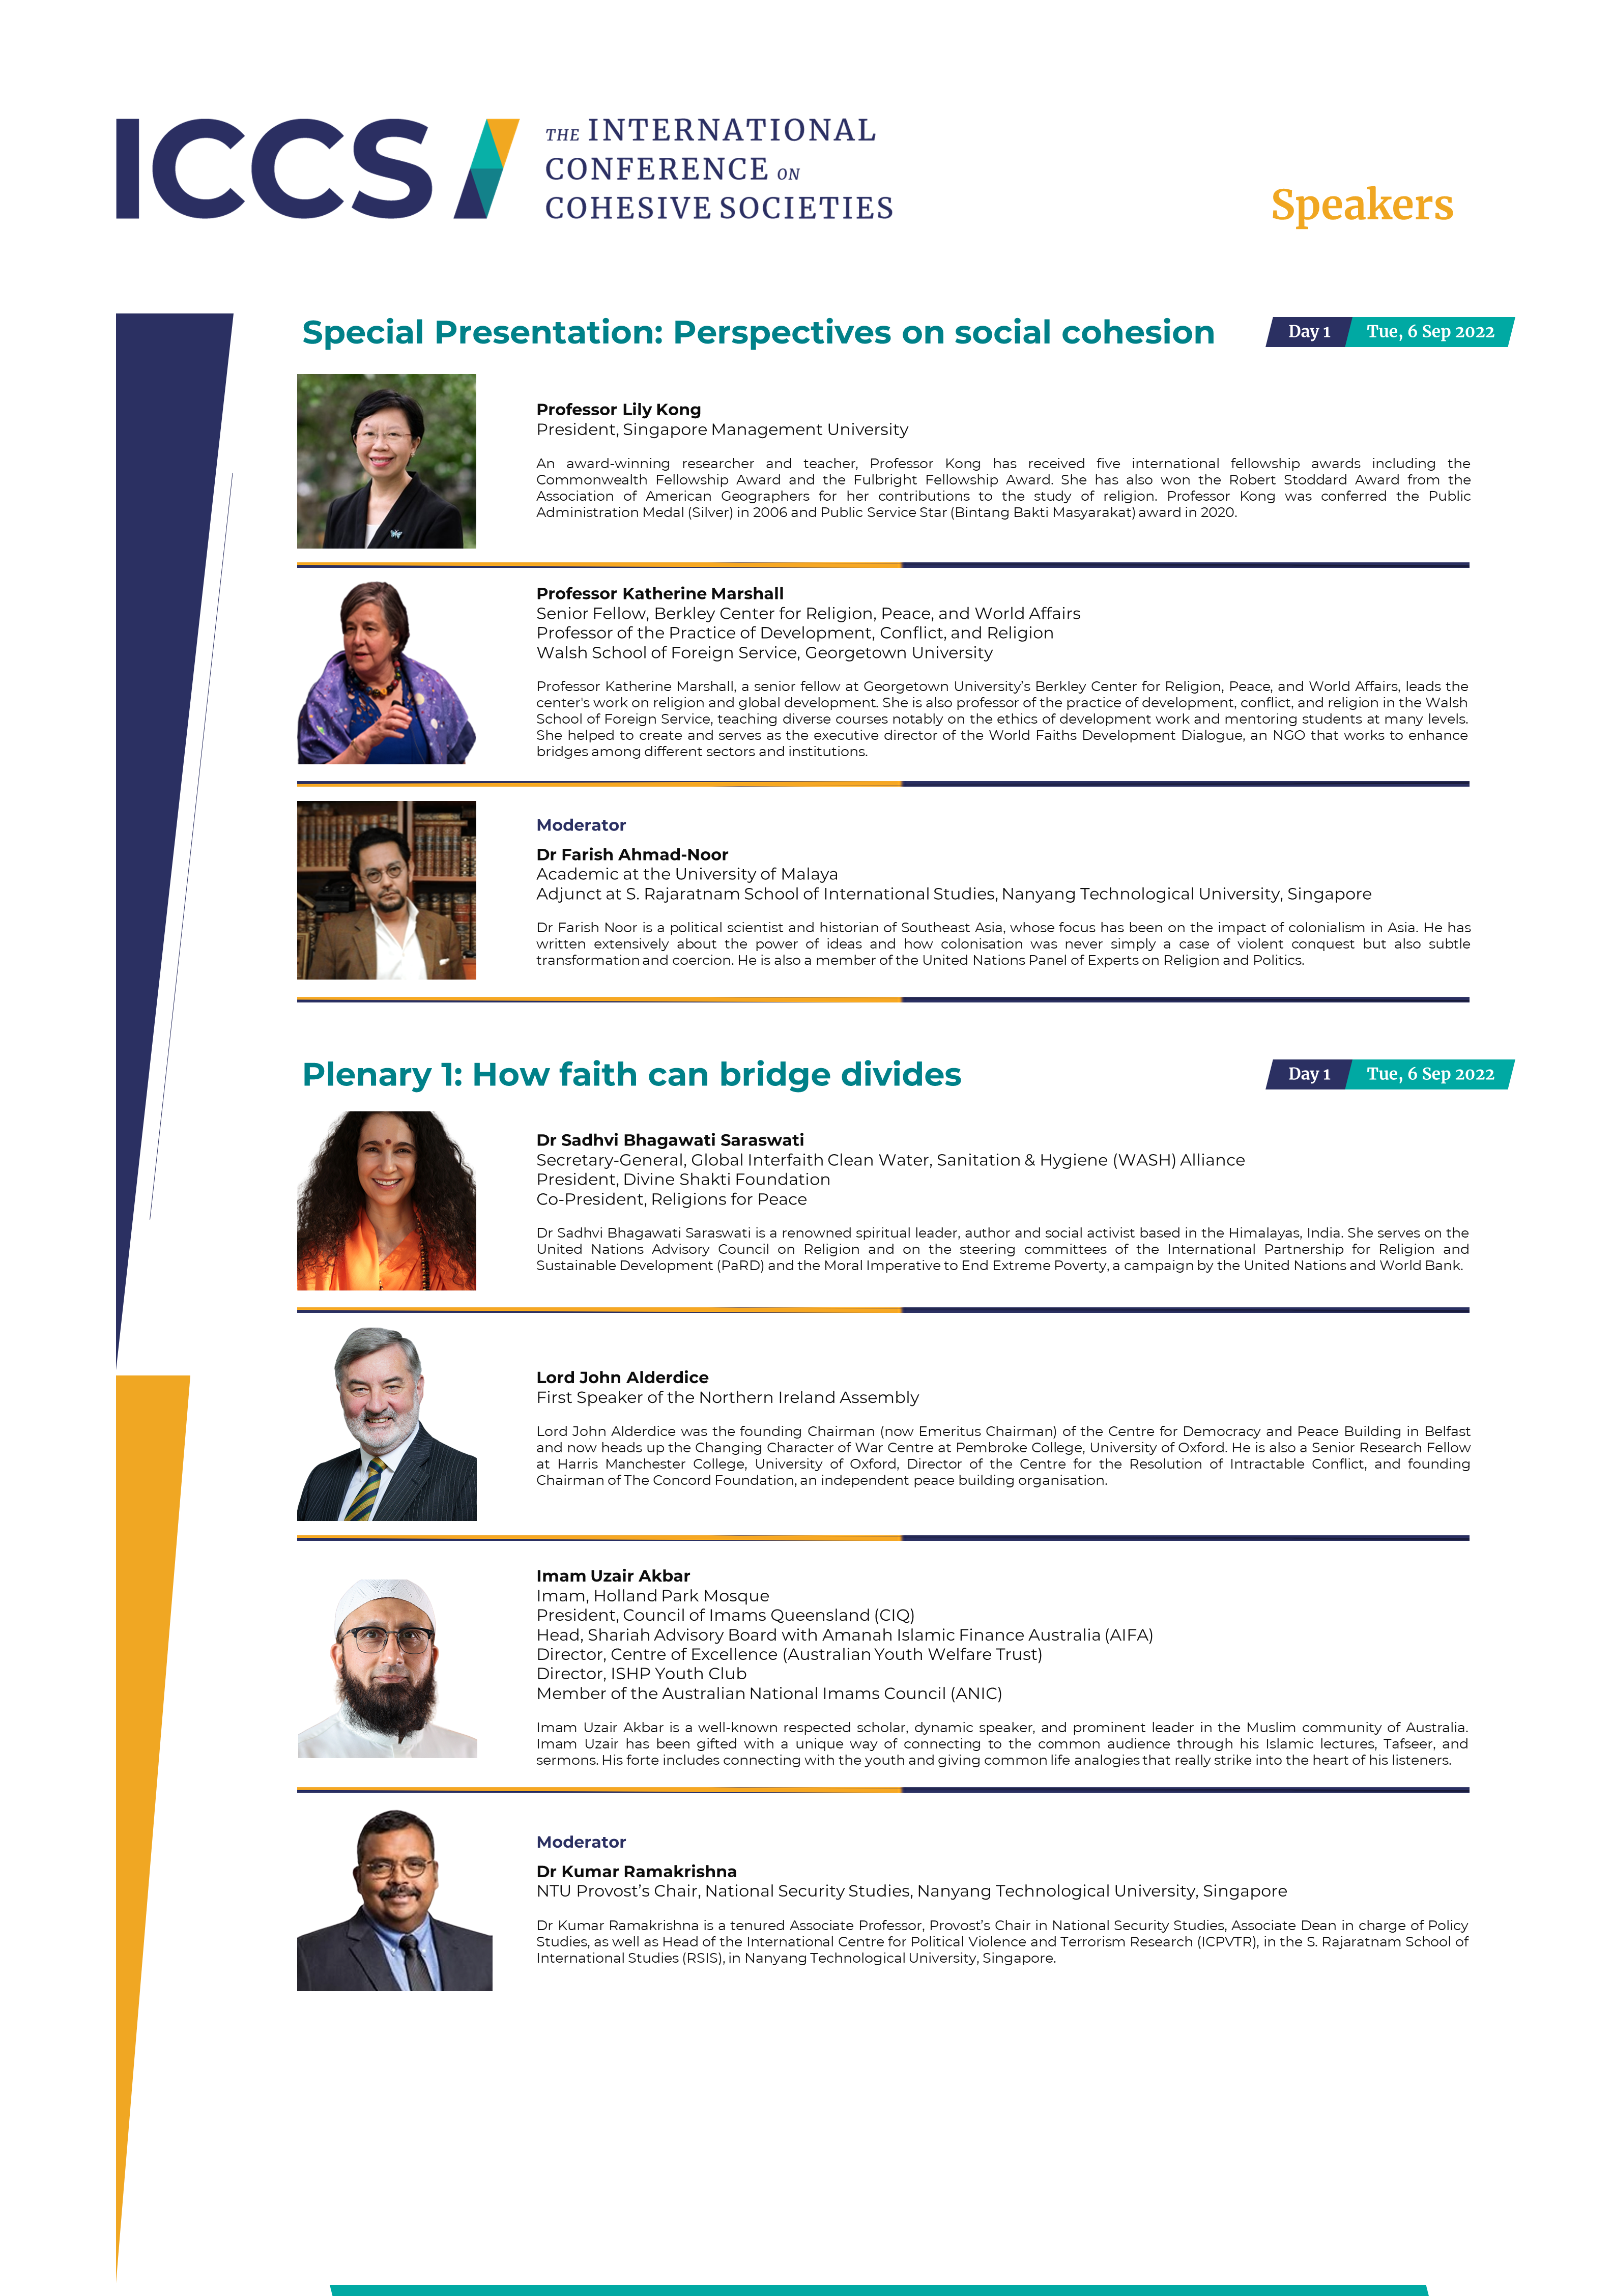 ICCS
THE INTERNATIONAL
CONFERENCE ON
COHESIVE SOCIETIES
Speakers
Special Presentation: Perspectives on social cohesion
Day 1 Tue, 6 Sep 2022
Professor Lily Kong
President, Singapore Management University
An award-winning researcher and teacher, Professor Kong has received five international fellowship awards including the
Commonwealth Fellowship Award and the Fulbright Fellowship Award. She has also won the Robert Stoddard Award from the
Association of American Geographers for her contributions to the study of religion. Professor Kong was conferred the Public
Administration Medal (Silver) in 2006 and Public Service Star (Bintang Bakti Masyarakat) award in 2020.
Professor Katherine Marshall
Senior Fellow, Berkley Center for Religion, Peace, and World Affairs
Professor of the Practice of Development, Conflict, and Religion
Walsh School of Foreign Service, Georgetown University
Professor Katherine Marshall, a senior fellow at Georgetown University's Berkley Center for Religion, Peace, and World Affairs, leads the
center's work on religion and global development. She is also professor of the practice of development, conflict, and religion in the Walsh
School of Foreign Service, teaching diverse courses notably on the ethics of development work and mentoring students at many levels.
She helped to create and serves as the executive director of the World Faiths Development Dialogue, an NGO that works to enhance
bridges among different sectors and institutions.
Moderator
Dr Farish Ahmad-Noor
Academic at the University of Malaya
Adjunct at S. Rajaratnam School of International Studies, Nanyang Technological University, Singapore
Dr Farish Noor is a political scientist and historian of Southeast Asia, whose focus has been on the impact of colonialism in Asia. He has
written extensively about the power of ideas and how colonisation was never simply a case of violent conquest but also subtle
transformation and coercion. He is also a member of the United Nations Panel of Experts on Religion and Politics.
Plenary 1: How faith can bridge divides
Day 1 Tue, 6 Sep 2022
Dr Sadhvi Bhagawati Saraswati
Secretary-General, Global Interfaith Clean Water, Sanitation & Hygiene (WASH) Alliance
President, Divine Shakti Foundation
Co-President, Religions for Peace
Dr Sadhvi Bhagawati Saraswati is a renowned spiritual leader, author and social activist based in the Himalayas, India. She serves on the
United Nations Advisory Council on Religion and on the steering committees of the International Partnership for Religion and
Sustainable Development (PaRD) and the Moral Imperative to End Extreme Poverty, a campaign by the United Nations and World Bank.
Lord John Alderdice
First Speaker of the Northern Ireland Assembly
Lord John Alderdice was the founding Chairman (now Emeritus Chairman) of the Centre for Democracy and Peace Building in Belfast
and now heads up the Changing Character of War Centre at Pembroke College, University of Oxford. He is also a Senior Research Fellow
at Harris Manchester College, University of Oxford, Director of the Centre for the Resolution of Intractable Conflict, and founding
Chairman of The Concord Foundation, an independent peace building organisation.
Imam Uzair Akbar
Imam, Holland Park Mosque
President, Council of Imams Queensland (CIQ)
Head, Shariah Advisory Board with Amanah Islamic Finance Australia (AIFA)
Director, Centre of Excellence (Australian Youth Welfare Trust)
Director, ISHP Youth Club
Member of the Australian National Imams Council (ANIC)
Imam Uzair Akbar is a well-known respected scholar, dynamic speaker, and prominent leader in the Muslim community of Australia.
Imam Uzair has been gifted with a unique way of connecting to the common audience through his Islamic lectures, Tafseer, and
sermons. His forte includes connecting with the youth and giving common life analogies that really strike into the heart of his listeners.
Moderator
Dr Kumar Ramakrishna
NTU Provost's Chair, National Security Studies, Nanyang Technological University, Singapore
Dr Kumar Ramakrishna is a tenured Associate Professor, Provost's Chair in National Security Studies, Associate Dean in charge of Policy
Studies, as well as Head of the International Centre for Political Violence and Terrorism Research (ICPVTR), in the S. Rajaratnam School of
International Studies (RSIS), in Nanyang Technological University, Singapore.